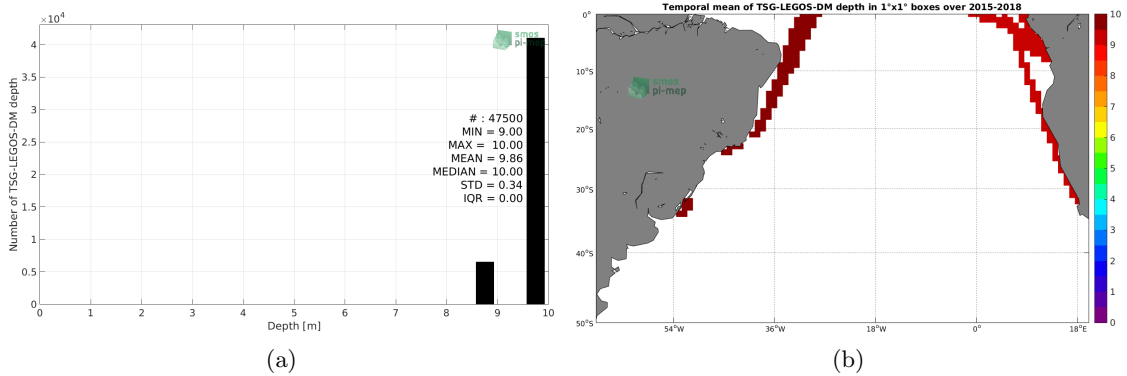 ×10⁴
4
3.5
3
2.5
2
1.5
1
0.5
0
Number of TSG-LEGOS-DM depth
smos
pi-mep
# : 47500
MIN = 9.00
MAX = 10.00
MEAN = 9.86
MEDIAN = 10.00
STD = 0.34
IQR = 0.00
0 1 2 3 4 5 6 7 8 9 10
Depth [m]
(a)
Temporal mean of TSG-LEGOS-DM depth in 1°x1° boxes over 2015-2018
0°
10°S
20°S
30°S
40°S
50°S
smos
pi-mep
54°W 36°W 18°W 0° 18°E
10
9
8
7
6
5
4
3
2
1
0
(b)